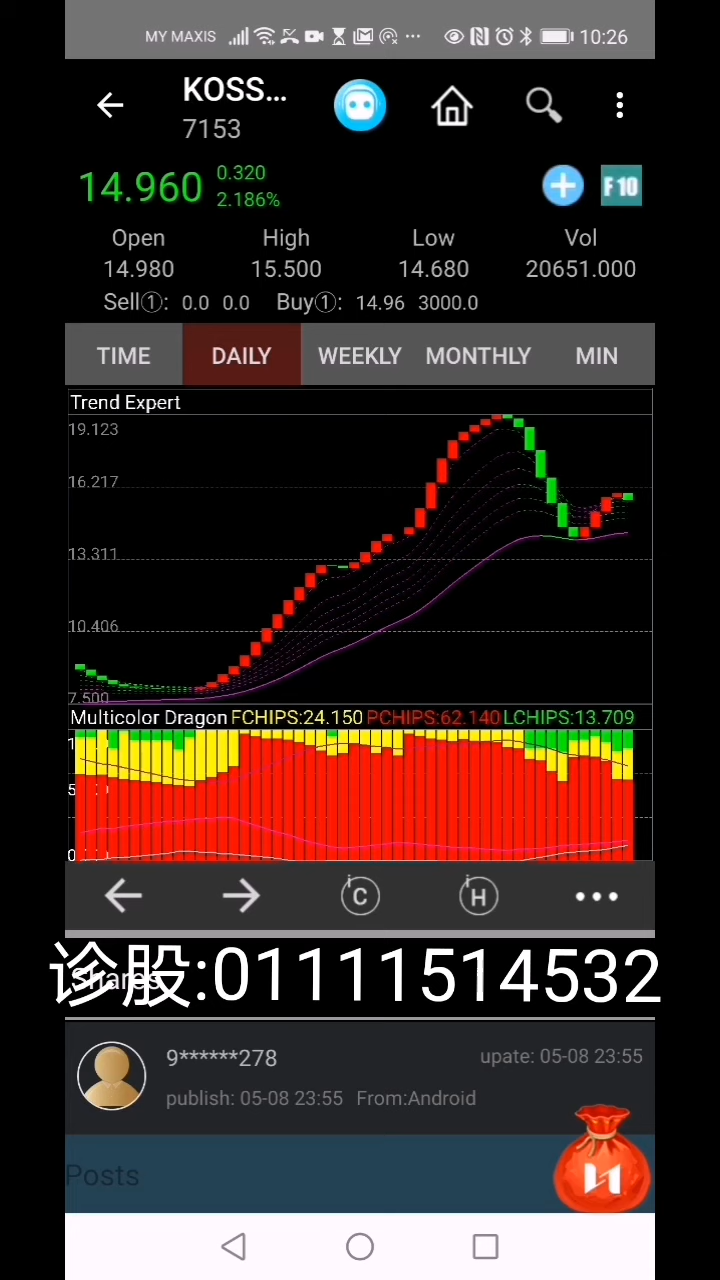 MY MAXIS 10:26
KOSS...
7153
14.960 0.320
2.186%
F10
Open High Low Vol
14.980 15.500 14.680 20651.000
Sell①: 0.0 0.0 Buy①: 14.96 3000.0
TIME DAILY WEEKLY MONTHLY MIN
Trend Expert
19.123
16.217
13.311
10.406
7.500
Multicolor Dragon FCHIPS:24.150 PCHIPS:62.140 LCHIPS:13.709
C H
诊股:01111514532
Shares
9******278 upate: 05-08 23:55
publish: 05-08 23:55 From:Android
Posts